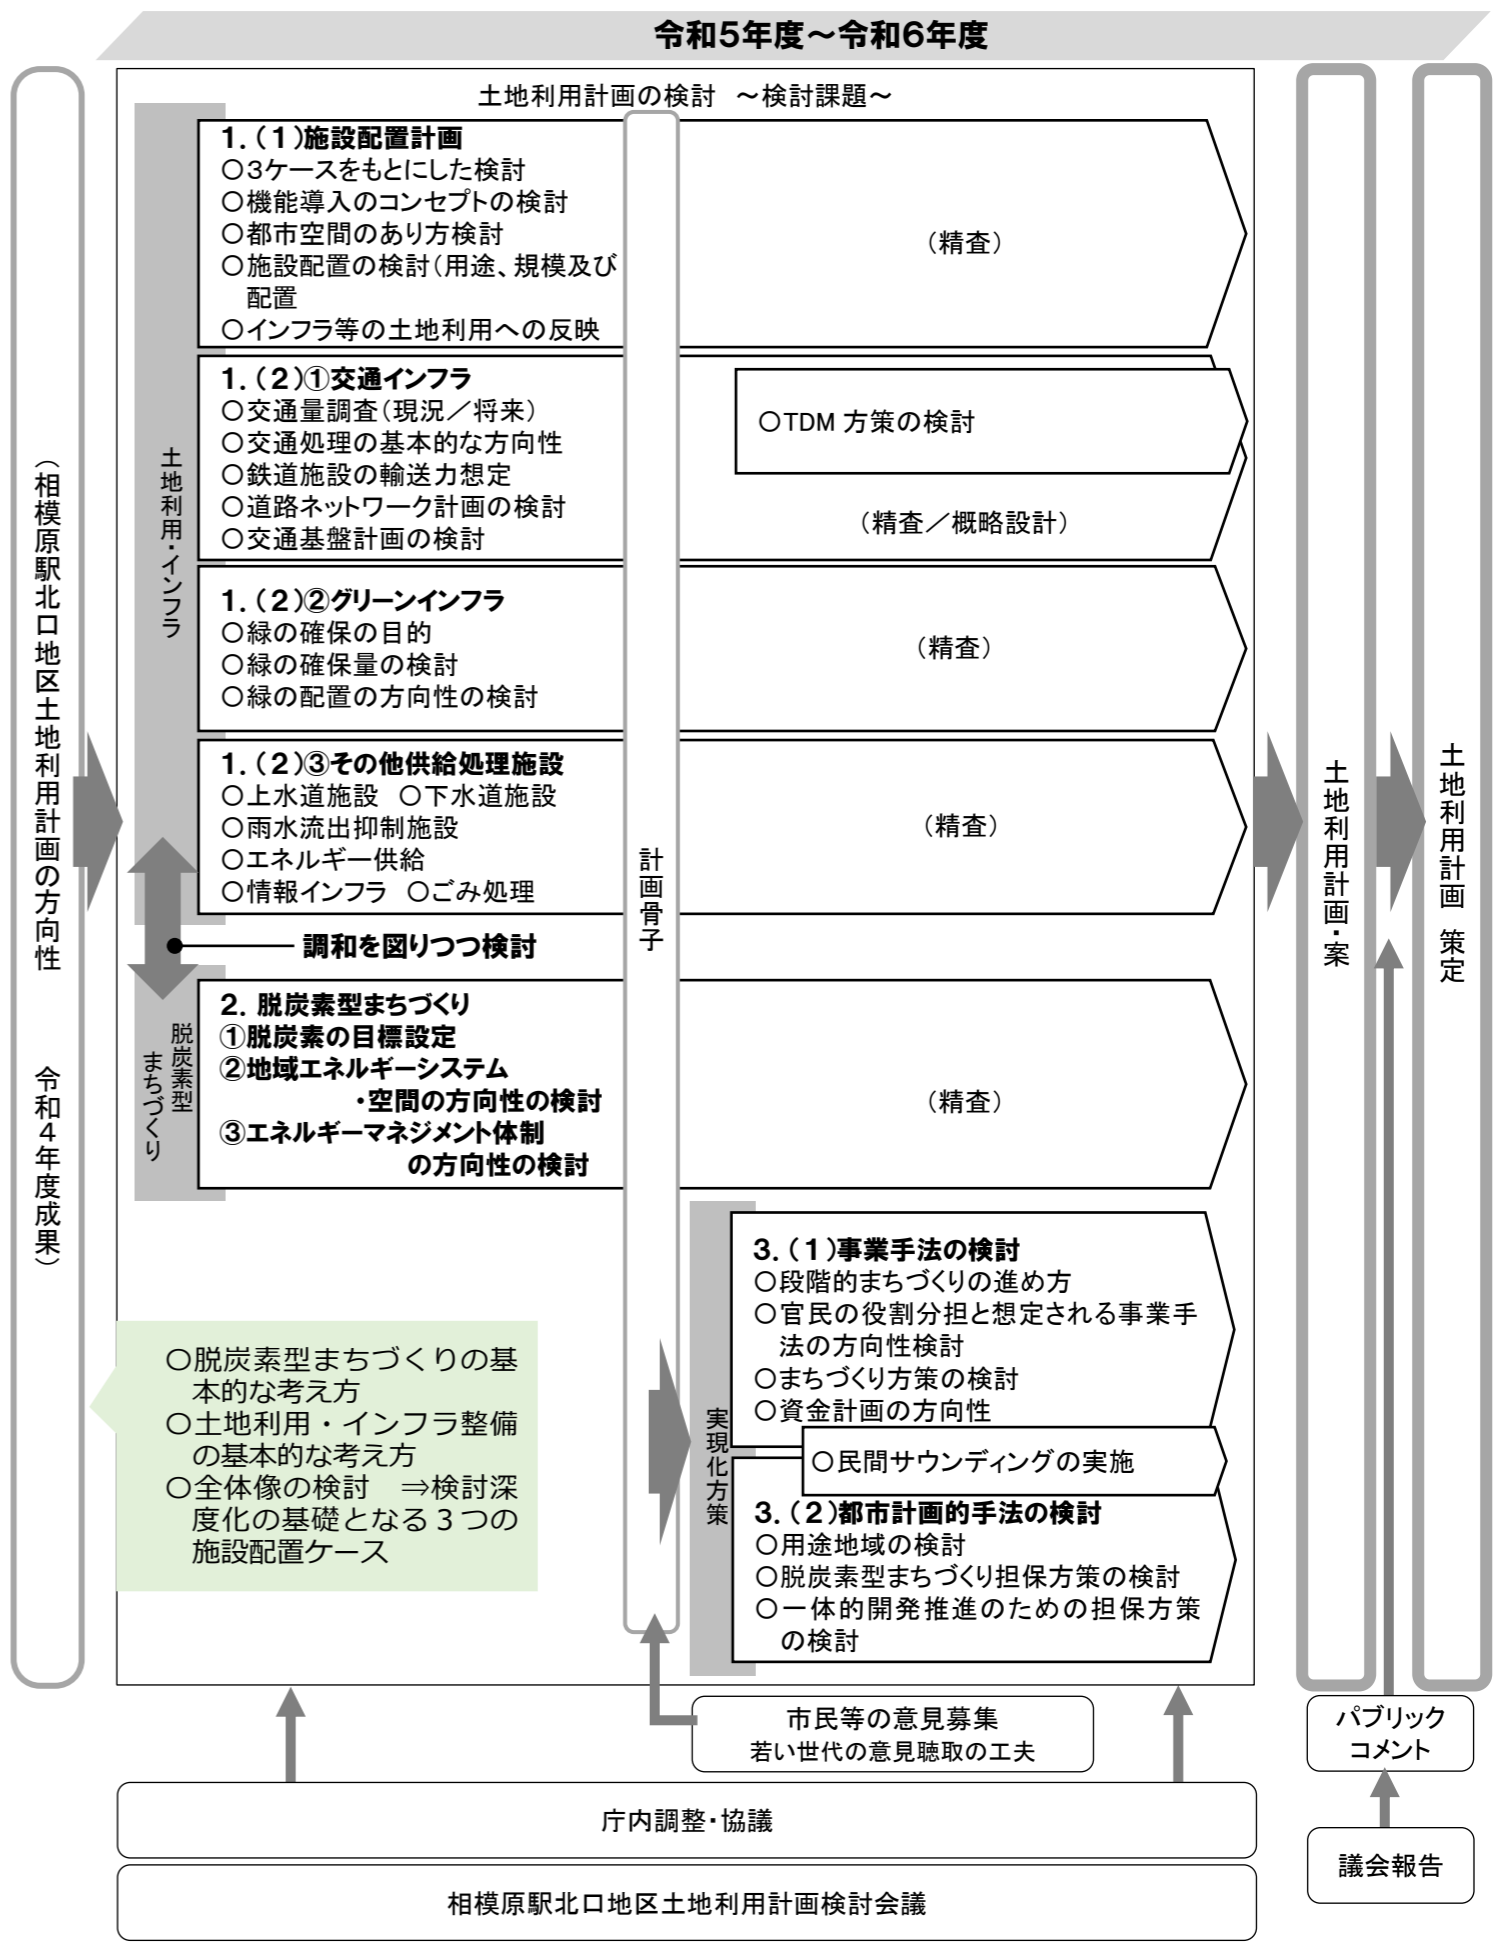 令和5年度～令和6年度
（相模原駅北口地区土地利用計画の方向性　令和４年度成果）
土地利用計画の検討　～検討課題～
土地利用・インフラ
1.（1）施設配置計画
○3ケースをもとにした検討
○機能導入のコンセプトの検討
○都市空間のあり方検討
○施設配置の検討（用途、規模及び
配置
○インフラ等の土地利用への反映
（精査）
1.（2）①交通インフラ
○交通量調査（現況／将来）
○交通処理の基本的な方向性
○鉄道施設の輸送力想定
○道路ネットワーク計画の検討
○交通基盤計画の検討
○TDM 方策の検討
（精査／概略設計）
1.（2）②グリーンインフラ
○緑の確保の目的
○緑の確保量の検討
○緑の配置の方向性の検討
（精査）
1.（2）③その他供給処理施設
○上水道施設　○下水道施設
○雨水流出抑制施設
○エネルギー供給
○情報インフラ　○ごみ処理
（精査）
調和を図りつつ検討
脱炭素型
まちづくり
2. 脱炭素型まちづくり
①脱炭素の目標設定
②地域エネルギーシステム
・空間の方向性の検討
③エネルギーマネジメント体制
の方向性の検討
（精査）
計画骨子
○脱炭素型まちづくりの基
本的な考え方
○土地利用・インフラ整備
の基本的な考え方
○全体像の検討　⇒検討深
度化の基礎となる３つの
施設配置ケース
実現化方策
3.（1）事業手法の検討
○段階的まちづくりの進め方
○官民の役割分担と想定される事業手
法の方向性検討
○まちづくり方策の検討
○資金計画の方向性
○民間サウンディングの実施
3.（2）都市計画的手法の検討
○用途地域の検討
○脱炭素型まちづくり担保方策の検討
○一体的開発推進のための担保方策
の検討
土地利用計画・案
土地利用計画　策定
市民等の意見募集
若い世代の意見聴取の工夫
パブリック
コメント
庁内調整・協議
議会報告
相模原駅北口地区土地利用計画検討会議